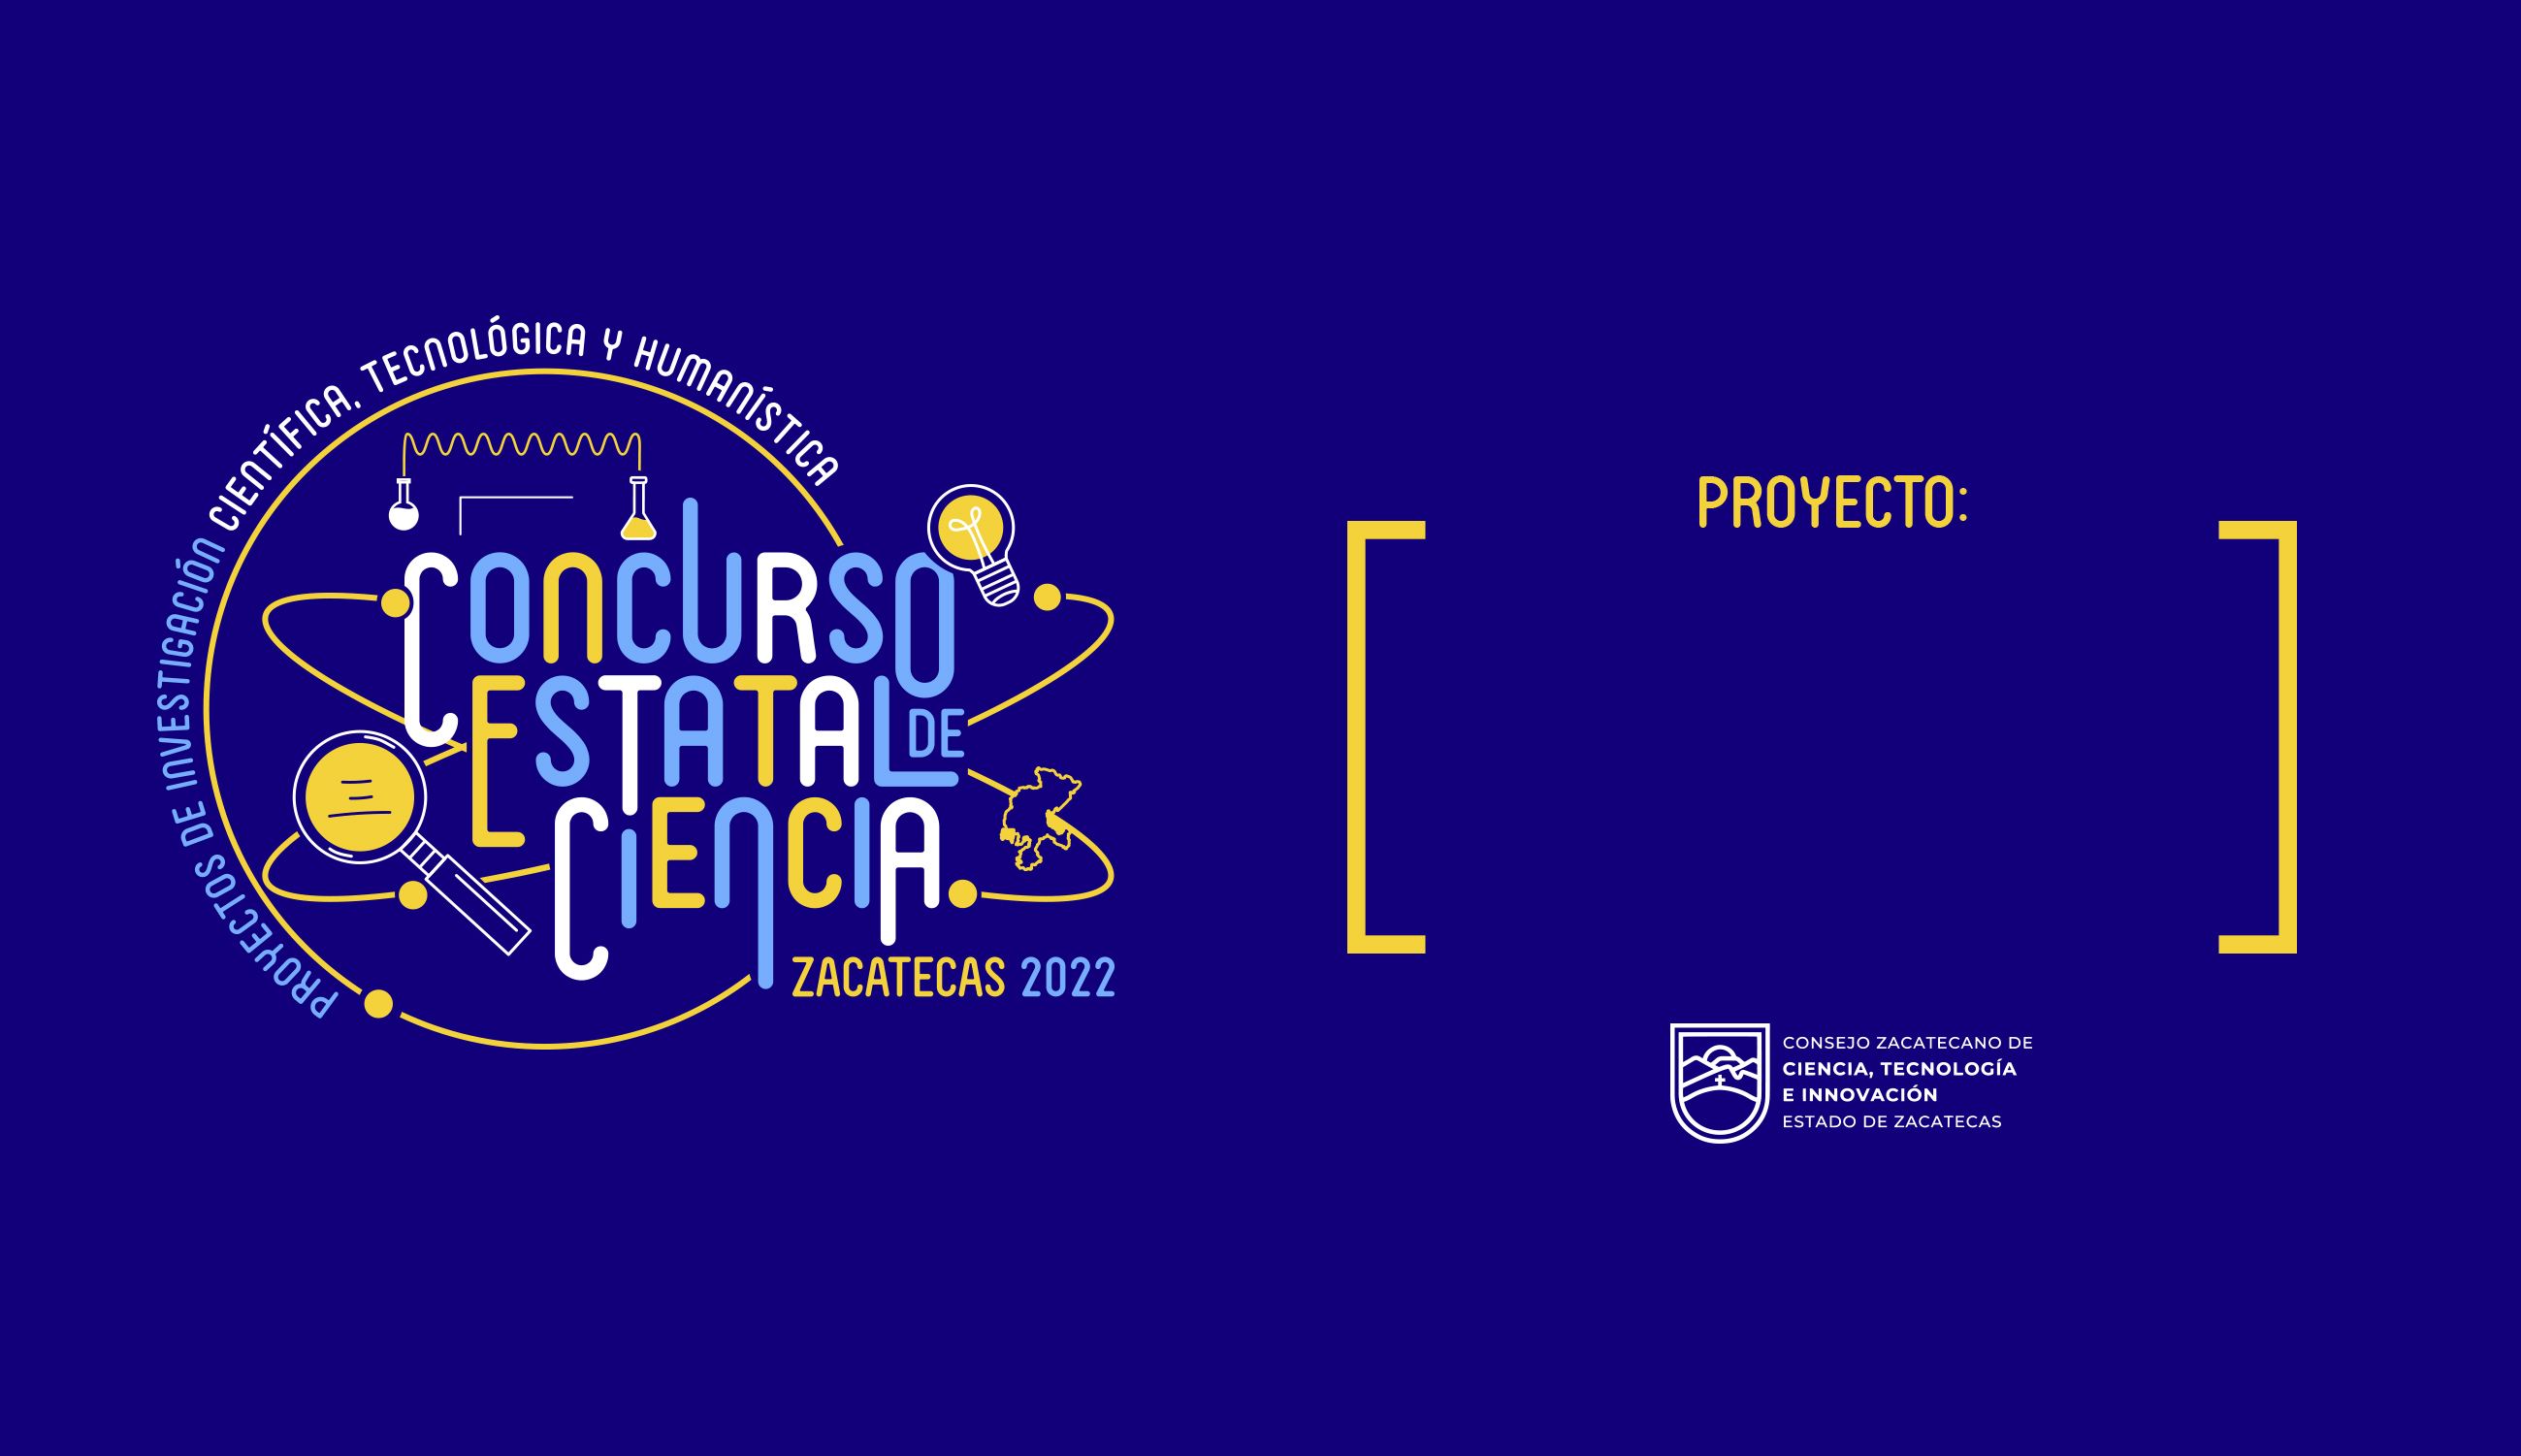 PROYECTOS DE INVESTIGACIÓN CIENTÍFICA, TECNOLÓGICA Y HUMANÍSTICA
CONCURSO
ESTATAL DE
CIENCIA
ZACATECAS 2022
PROYECTO:
CONSEJO ZACATECANO DE
CIENCIA, TECNOLOGÍA
E INNOVACIÓN
ESTADO DE ZACATECAS